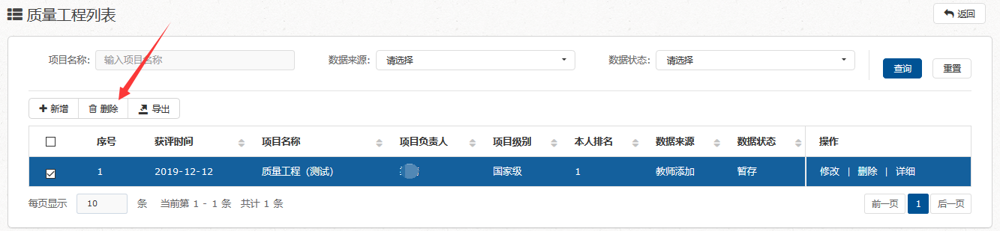 质量工程列表 返回
项目名称: 输入项目名称 数据来源: 请选择 数据状态: 请选择 查询 重置
新增 删除 导出
序号 获评时间 项目名称 项目负责人 项目级别 本人排名 数据来源 数据状态 操作
1 2019-12-12 质量工程（测试） 国家级 1 教师添加 暂存 修改 | 删除 | 详细
每页显示 10 条 当前第 1 - 1 条 共计 1 条 前一页 1 后一页